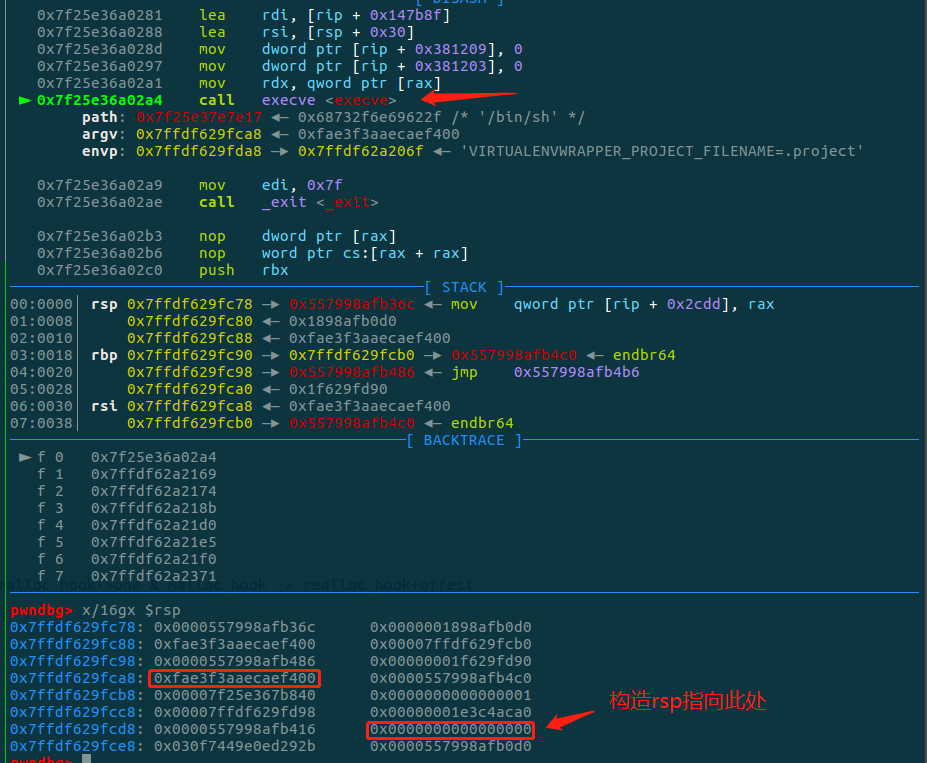 [ DISASM ]
0x7f25e36a0281 lea rdi, [rip + 0x147b8f]
0x7f25e36a0288 lea rsi, [rsp + 0x30]
0x7f25e36a028d mov dword ptr [rip + 0x381209], 0
0x7f25e36a0297 mov dword ptr [rip + 0x381203], 0
0x7f25e36a02a1 mov rdx, qword ptr [rax]
► 0x7f25e36a02a4 call execve <execve>
path: 0x7f25e37e7e17 ◂— 0x68732f6e69622f /* '/bin/sh' */
argv: 0x7ffdf629fca8 ◂— 0xfae3f3aaecaef400
envp: 0x7ffdf629fda8 —▸ 0x7ffdf62a206f ◂— 'VIRTUALENVWRAPPER_PROJECT_FILENAME=.project'
0x7f25e36a02a9 mov edi, 0x7f
0x7f25e36a02ae call _exit <_exit>
0x7f25e36a02b3 nop dword ptr [rax]
0x7f25e36a02b6 nop word ptr cs:[rax + rax]
0x7f25e36a02c0 push rbx
[ STACK ]
00:0000│ rsp 0x7ffdf629fc78 —▸ 0x557998afb36c ◂— mov qword ptr [rip + 0x2cdd], rax
01:0008│ 0x7ffdf629fc80 ◂— 0x1898afb0d0
02:0010│ 0x7ffdf629fc88 ◂— 0xfae3f3aaecaef400
03:0018│ rbp 0x7ffdf629fc90 —▸ 0x7ffdf629fcb0 —▸ 0x557998afb4c0 ◂— endbr64
04:0020│ 0x7ffdf629fc98 —▸ 0x557998afb486 ◂— jmp 0x557998afb4b6
05:0028│ 0x7ffdf629fca0 ◂— 0x1f629fd90
06:0030│ rsi 0x7ffdf629fca8 ◂— 0xfae3f3aaecaef400
07:0038│ 0x7ffdf629fcb0 —▸ 0x557998afb4c0 ◂— endbr64
[ BACKTRACE ]
► f 0 0x7f25e36a02a4
f 1 0x7ffdf62a2169
f 2 0x7ffdf62a2174
f 3 0x7ffdf62a218b
f 4 0x7ffdf62a21d0
f 5 0x7ffdf62a21e5
f 6 0x7ffdf62a21f0
f 7 0x7ffdf62a2371
pwndbg> x/16gx $rsp
0x7ffdf629fc78: 0x0000557998afb36c 0x0000001898afb0d0
0x7ffdf629fc88: 0xfae3f3aaecaef400 0x00007ffdf629fcb0
0x7ffdf629fc98: 0x0000557998afb486 0x00000001f629fd90
0x7ffdf629fca8: 0xfae3f3aaecaef400 0x0000557998afb4c0
0x7ffdf629fcb8: 0x00007f25e367b840 0x0000000000000001
0x7ffdf629fcc8: 0x00007ffdf629fd98 0x00000001e3c4aca0
0x7ffdf629fcd8: 0x0000557998afb416 0x0000000000000000
0x7ffdf629fce8: 0x030f7449e0ed292b 0x0000557998afb0d0
构造rsp指向此处
pwndbg>